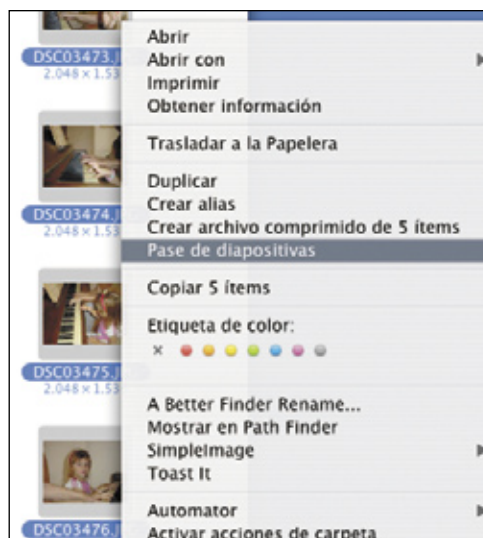 DSC03473.J
2.048 × 1.53
DSC03474.J
2.048 × 1.53
DSC03475.J
2.048 × 1.53
DSC03476.J
Abrir
Abrir con
Imprimir
Obtener información
Trasladar a la Papelera
Duplicar
Crear alias
Crear archivo comprimido de 5 ítems
Pase de diapositivas
Copiar 5 ítems
Etiqueta de color:
×
A Better Finder Rename...
Mostrar en Path Finder
SimpleImage
Toast It
Automator
Activar acciones de carpeta